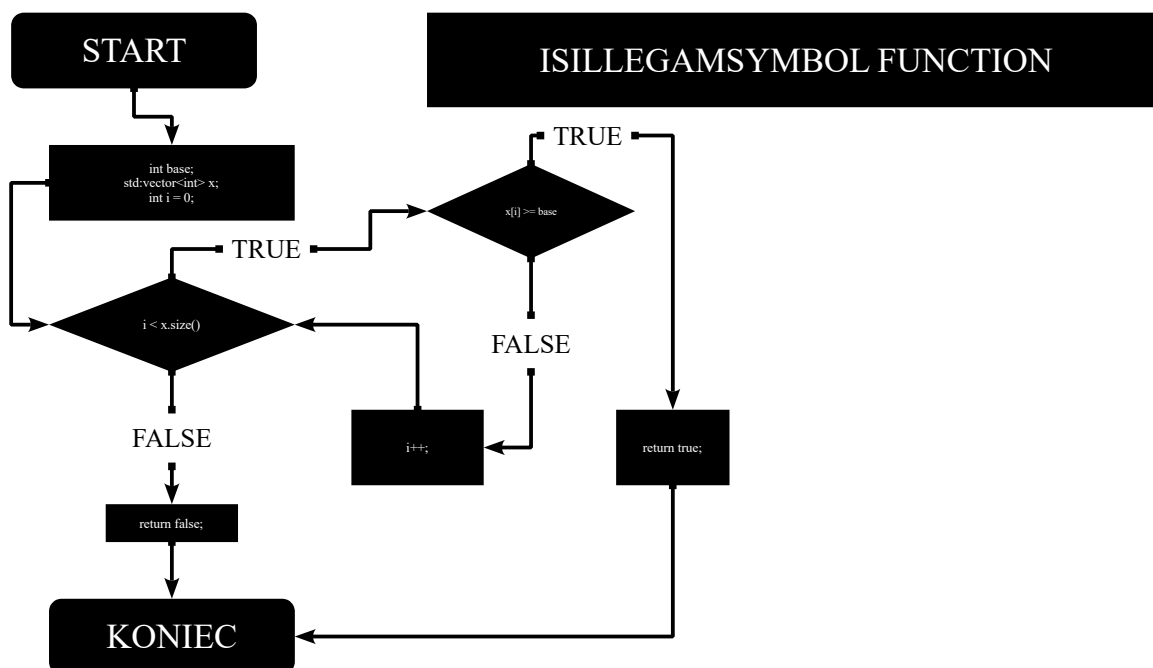 START
ISILLEGAMSYMBOL FUNCTION
int base;
std:vector<int> x;
int i = 0;
TRUE
x[i] >= base
TRUE
i < x.size()
FALSE
FALSE
i++;
return true;
return false;
KONIEC